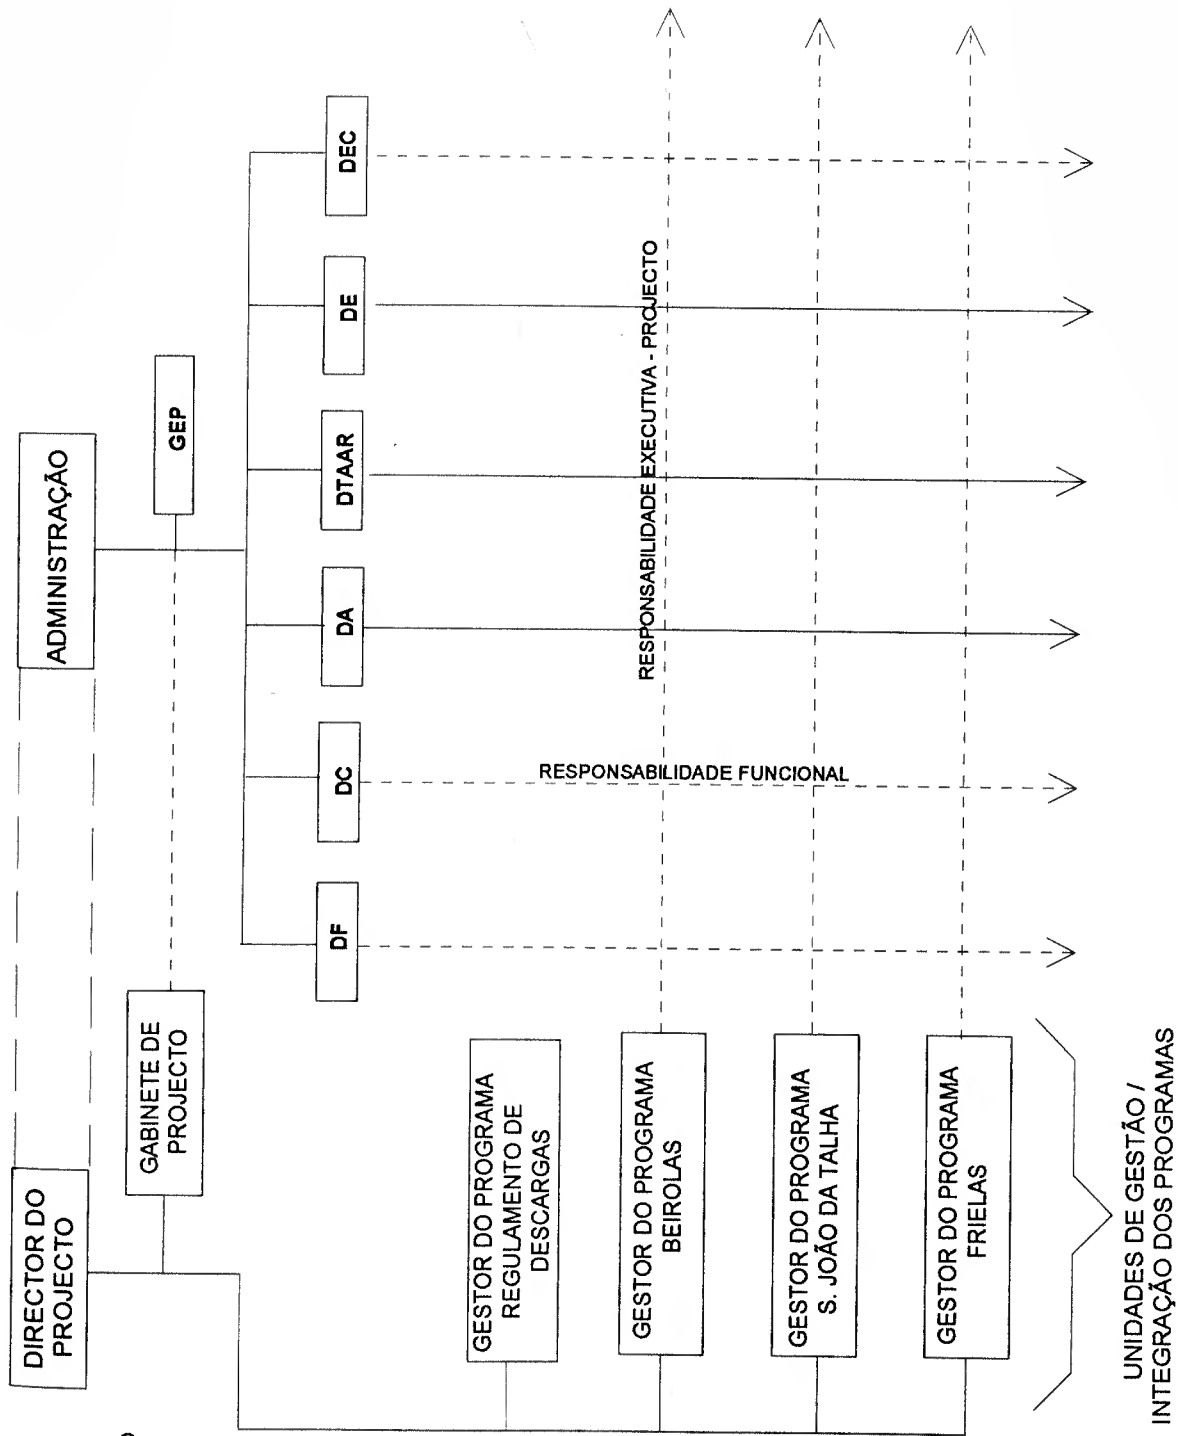 DIRECTOR DO
PROJECTO
ADMINISTRAÇÃO
GABINETE DE
PROJECTO
GEP
DF
DC
DA
DTAAR
DE
DEC
GESTOR DO PROGRAMA
REGULAMENTO DE
DESCARGAS
RESPONSABILIDADE FUNCIONAL
RESPONSABILIDADE EXECUTIVA - PROJECTO
GESTOR DO PROGRAMA
BEIROLAS
GESTOR DO PROGRAMA
S. JOÃO DA TALHA
GESTOR DO PROGRAMA
FRIELAS
UNIDADES DE GESTÃO /
INTEGRAÇÃO DOS PROGRAMAS